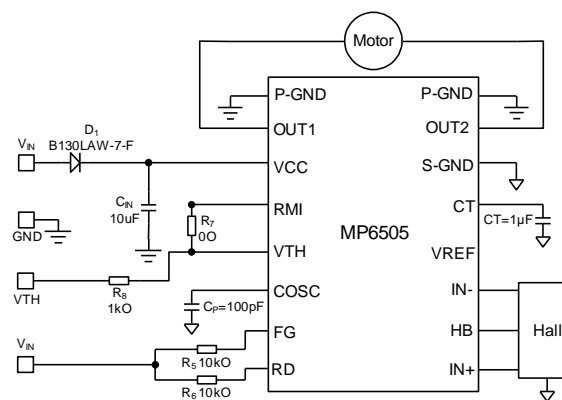 Motor
P-GND
P-GND
D1
B130LAW-7-F
OUT1
OUT2
VIN
VCC
S-GND
CIN
10uF
RMI
CT
R7
0O
MP6505
CT=1μF
GND
VTH
VREF
VTH
R8
1kO
COSC
IN-
CP=100pF
Hall
VIN
FG
HB
R5 10kO
RD
IN+
R6 10kO